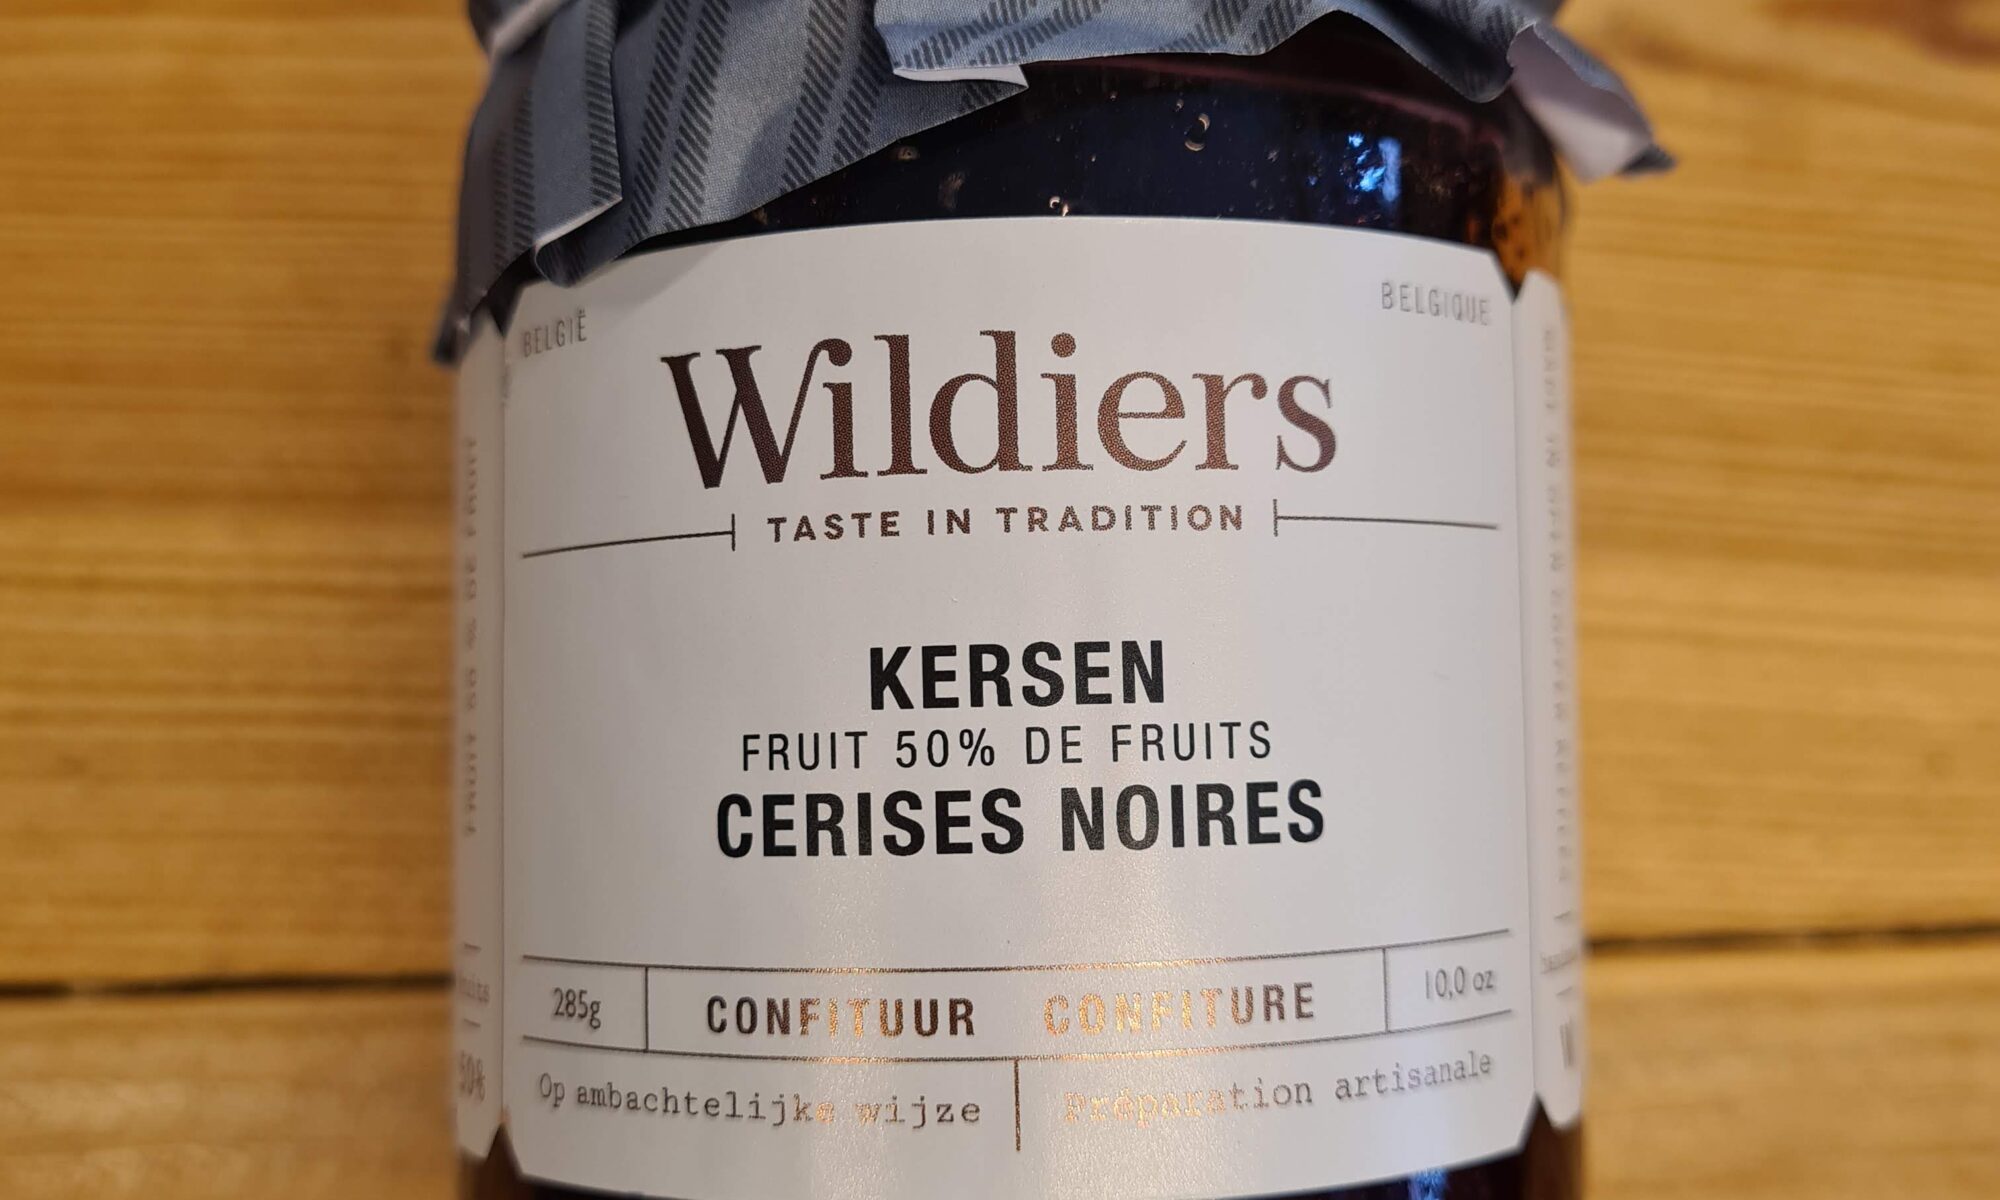 BELGIË
BELGIQUE
Wildiers
TASTE IN TRADITION
KERSEN
FRUIT 50% DE FRUITS
CERISES NOIRES
285g
CONFITUUR CONFITURE
10,0 oz
Op ambachtelijke wijze
Préparation artisanale
50%